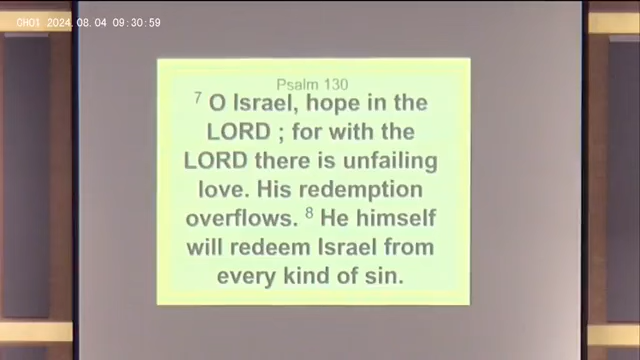 CH01 2024.08.04 09:30:59
Psalm 130
7 O Israel, hope in the
LORD ; for with the
LORD there is unfailing
love. His redemption
overflows. 8 He himself
will redeem Israel from
every kind of sin.